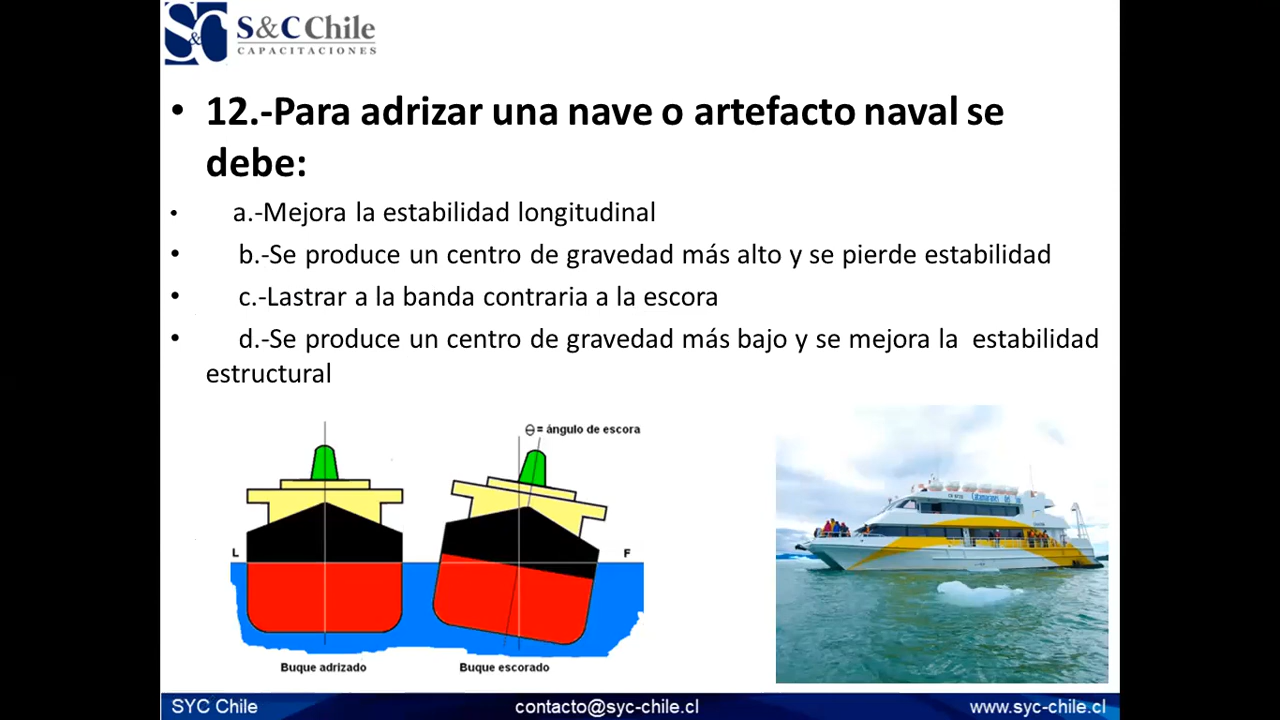 S&C Chile
CAPACITACIONES
• 12.-Para adrizar una nave o artefacto naval se
debe:
• a.-Mejora la estabilidad longitudinal
• b.-Se produce un centro de gravedad más alto y se pierde estabilidad
• c.-Lastrar a la banda contraria a la escora
• d.-Se produce un centro de gravedad más bajo y se mejora la estabilidad
estructural
θ= ángulo de escora
L
F
Buque adrizado
Buque escorado
SYC Chile
contacto@syc-chile.cl
www.syc-chile.cl